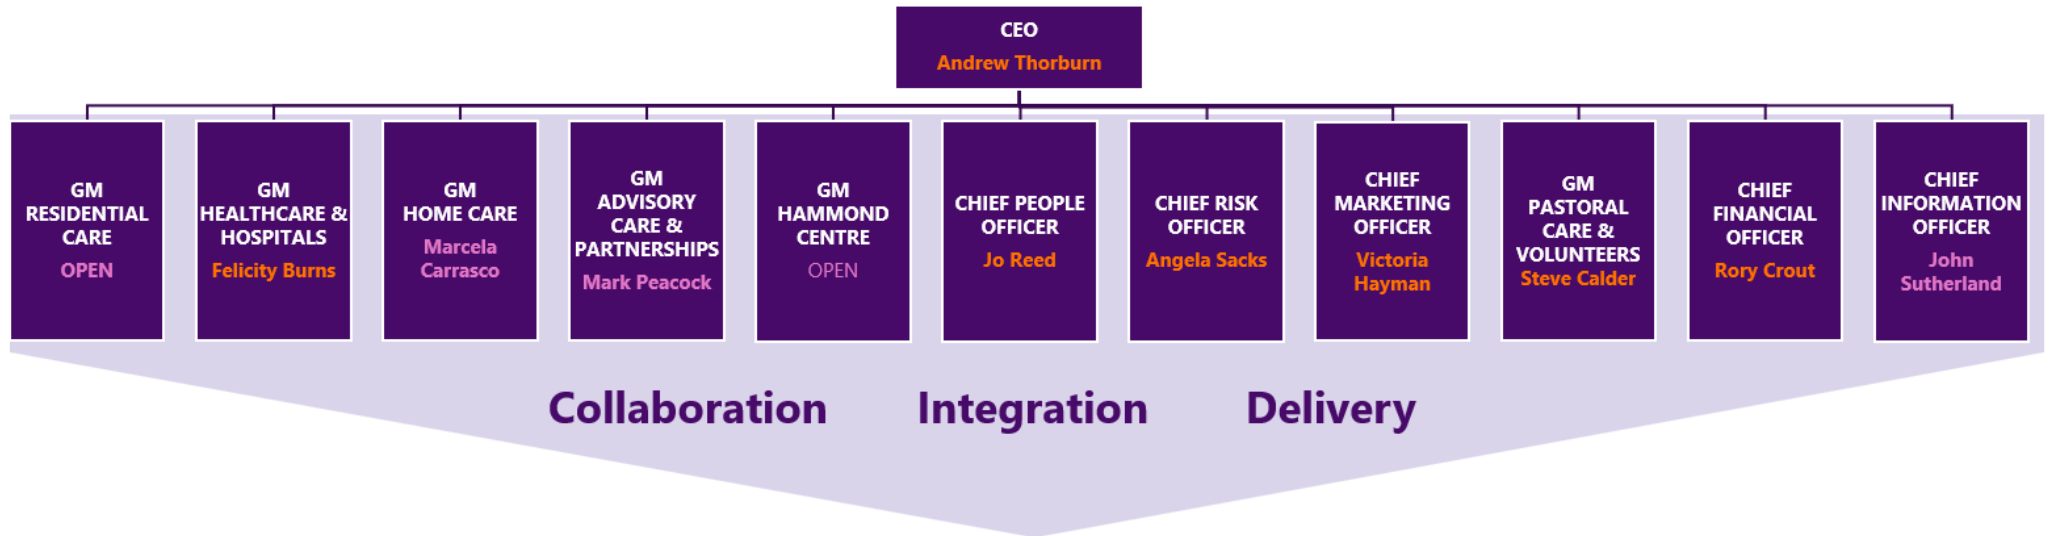 CEO
Andrew Thorburn
GM
RESIDENTIAL
CARE
OPEN
GM
HEALTHCARE &
HOSPITALS
Felicity Burns
GM
HOME CARE
Marcela
Carrasco
GM
ADVISORY
CARE &
PARTNERSHIPS
Mark Peacock
GM
HAMMOND
CENTRE
OPEN
CHIEF PEOPLE
OFFICER
Jo Reed
CHIEF RISK
OFFICER
Angela Sacks
CHIEF
MARKETING
OFFICER
Victoria
Hayman
GM
PASTORAL
CARE &
VOLUNTEERS
Steve Calder
CHIEF
FINANCIAL
OFFICER
Rory Crout
CHIEF
INFORMATION
OFFICER
John
Sutherland
Collaboration Integration Delivery